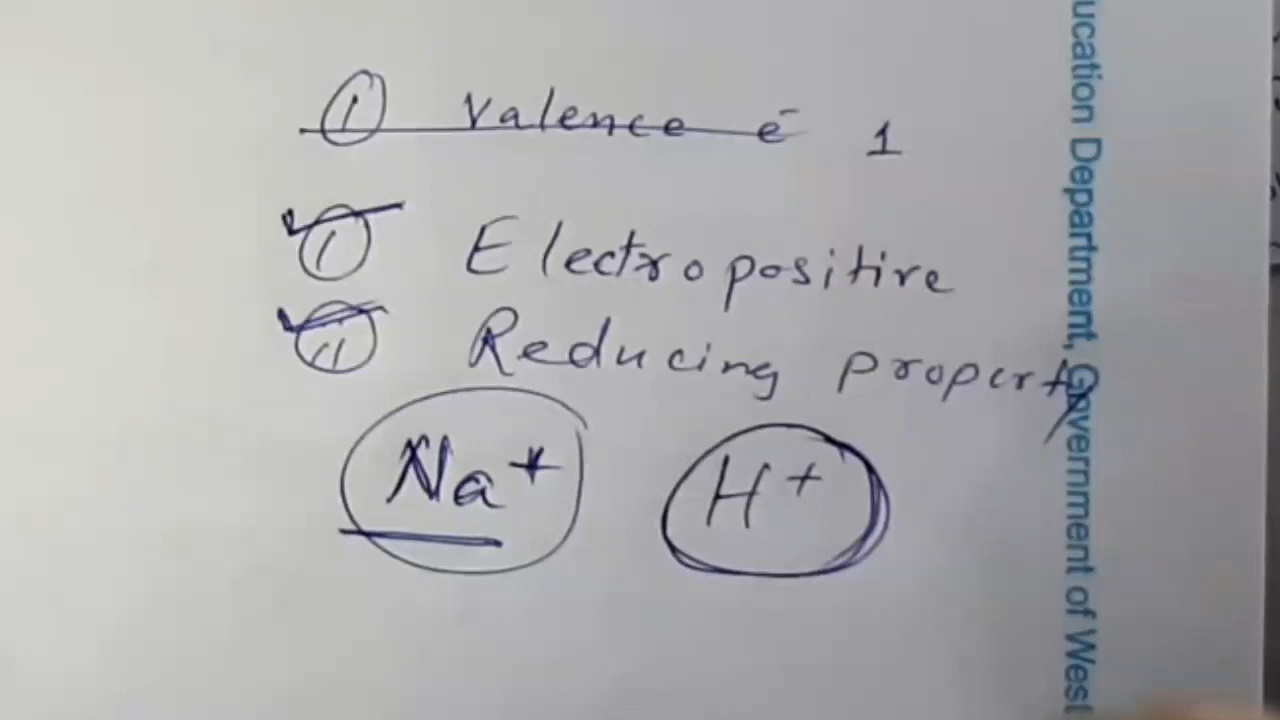 ① Valence ē 1
① Electropositive
⑪ Reducing property
Na⁺ H⁺
ucation Department, Government of West